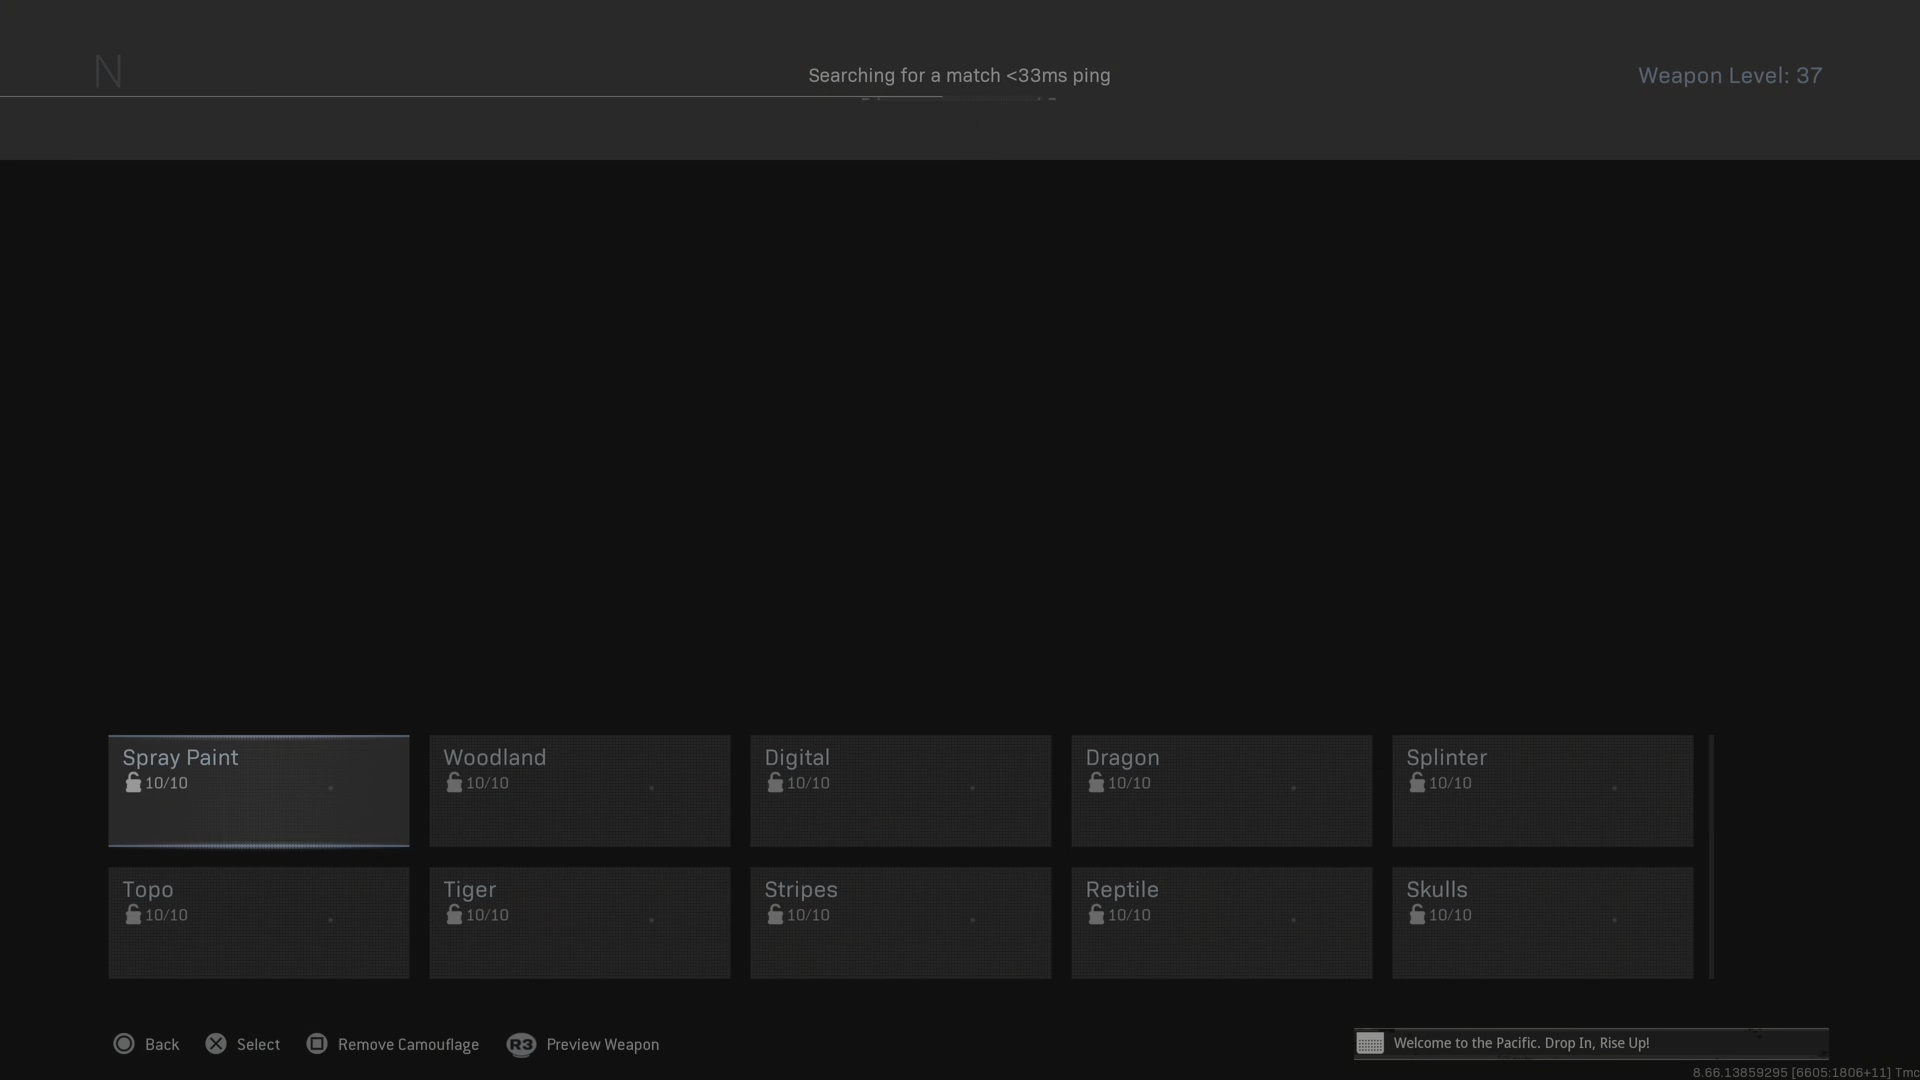 N
Searching for a match <33ms ping
Weapon Level: 37
Spray Paint
10/10
Woodland
10/10
Digital
10/10
Dragon
10/10
Splinter
10/10
Topo
10/10
Tiger
10/10
Stripes
10/10
Reptile
10/10
Skulls
10/10
Back
Select
Remove Camouflage
R3 Preview Weapon
Welcome to the Pacific. Drop In, Rise Up!
8.66.13859295 [6605:1806+11] Tmc